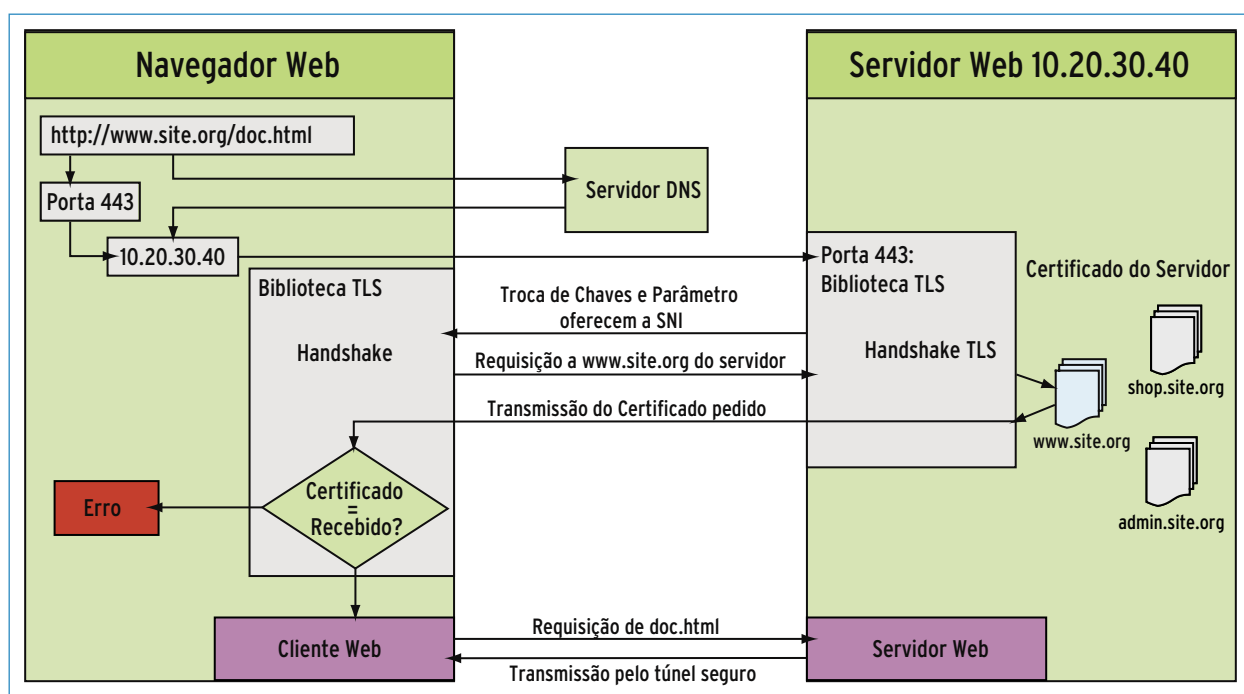 Navegador Web
Servidor Web 10.20.30.40
http://www.site.org/doc.html
Porta 443
Servidor DNS
10.20.30.40
Biblioteca TLS
Handshake
Troca de Chaves e Parâmetro
oferecem a SNI
Requisição a www.site.org do servidor
Transmissão do Certificado pedido
Porta 443:
Biblioteca TLS
Handshake TLS
Certificado do Servidor
shop.site.org
www.site.org
admin.site.org
Certificado
=
Recebido?
Erro
Cliente Web
Requisição de doc.html
Transmissão pelo túnel seguro
Servidor Web